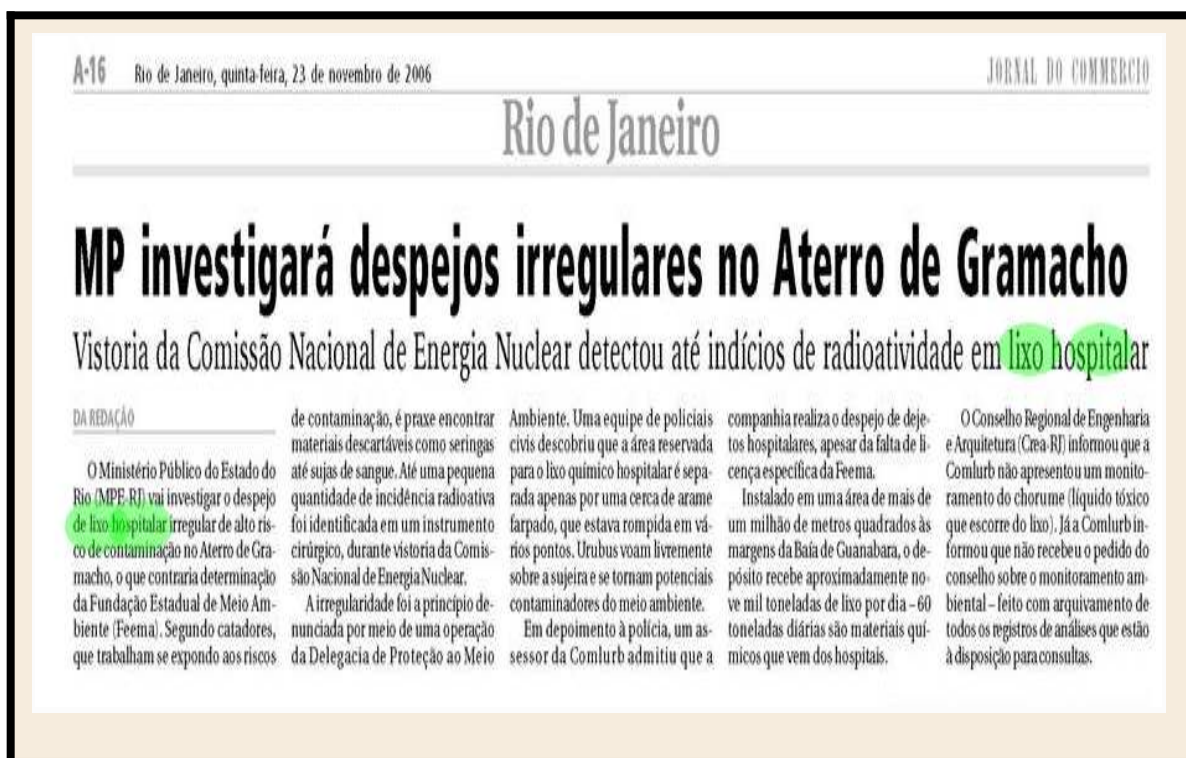 A-16 Rio de Janeiro, quinta-feira, 23 de novembro de 2006 JORNAL DO COMMERCIO
Rio de Janeiro
MP investigará despejos irregulares no Aterro de Gramacho
Vistoria da Comissão Nacional de Energia Nuclear detectou até indícios de radioatividade em lixo hospitalar
DA REDAÇÃO
O Ministério Público do Estado do
Rio (MPE-RJ) vai investigar o despejo
de lixo hospitalar irregular de alto ris-
co de contaminação no Aterro de Gra-
macho, o que contraria determinação
da Fundação Estadual de Meio Am-
biente (Feema). Segundo catadores,
que trabalham se expondo aos riscos
de contaminação, é praxe encontrar
materiais descartáveis como seringas
até sujas de sangue. Até uma pequena
quantidade de incidência radioativa
foi identificada em um instrumento
cirúrgico, durante vistoria da Comis-
são Nacional de Energia Nuclear.
A irregularidade foi a princípio de-
nunciada por meio de uma operação
da Delegacia de Proteção ao Meio
Ambiente. Uma equipe de policiais
civis descobriu que a área reservada
para o lixo químico hospitalar é sepa-
rada apenas por uma cerca de arame
farpado, que estava rompida em vá-
rios pontos. Urubus voam livremente
sobre a sujeira e se tornam potenciais
contaminadores do meio ambiente.
Em depoimento à polícia, um as-
sessor da Comlurb admitiu que a
companhia realiza o despejo de deje-
tos hospitalares, apesar da falta de li-
cença específica da Feema.
Instalado em uma área de mais de
um milhão de metros quadrados às
margens da Baía de Guanabara, o de-
pósito recebe aproximadamente no-
ve mil toneladas de lixo por dia – 60
toneladas diárias são materiais quí-
micos que vem dos hospitais.
O Conselho Regional de Engenharia
e Arquitetura (Crea-RJ) informou que a
Comlurb não apresentou um monito-
ramento do chorume (líquido tóxico
que escorre do lixo). Já a Comlurb in-
formou que não recebeu o pedido do
conselho sobre o monitoramento am-
biental – feito com arquivamento de
todos os registros de análises que estão
à disposição para consultas.